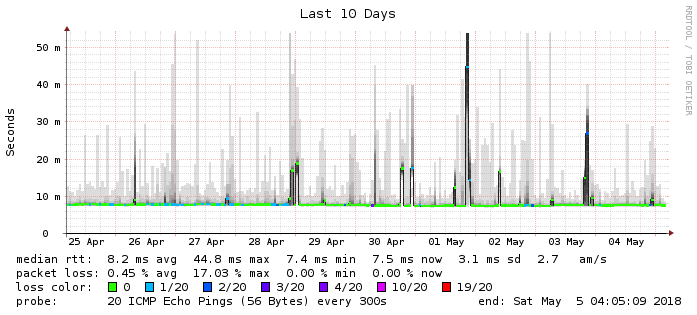 Last 10 Days
RRDTOOL / TOBI OETIKER
Seconds
50 m
40 m
30 m
20 m
10 m
0
25 Apr 26 Apr 27 Apr 28 Apr 29 Apr 30 Apr 01 May 02 May 03 May 04 May
median rtt: 8.2 ms avg 44.8 ms max 7.4 ms min 7.5 ms now 3.1 ms sd 2.7 am/s
packet loss: 0.45 % avg 17.03 % max 0.00 % min 0.00 % now
loss color: 0 1/20 2/20 3/20 4/20 10/20 19/20
probe: 20 ICMP Echo Pings (56 Bytes) every 300s end: Sat May 5 04:05:09 2018